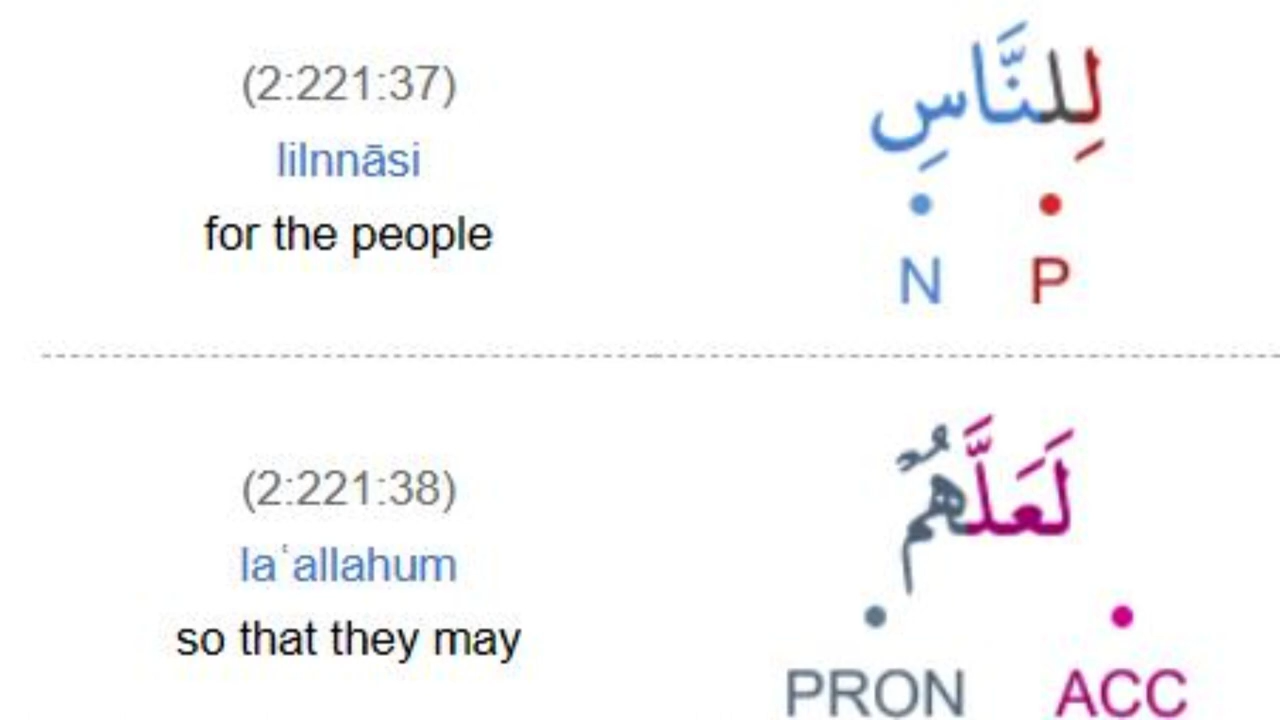 (2:221:37)
lilnnāsi
for the people
لِلنَّاسِ
N P
(2:221:38)
laʿallahum
so that they may
لَعَلَّهُمْ
PRON ACC